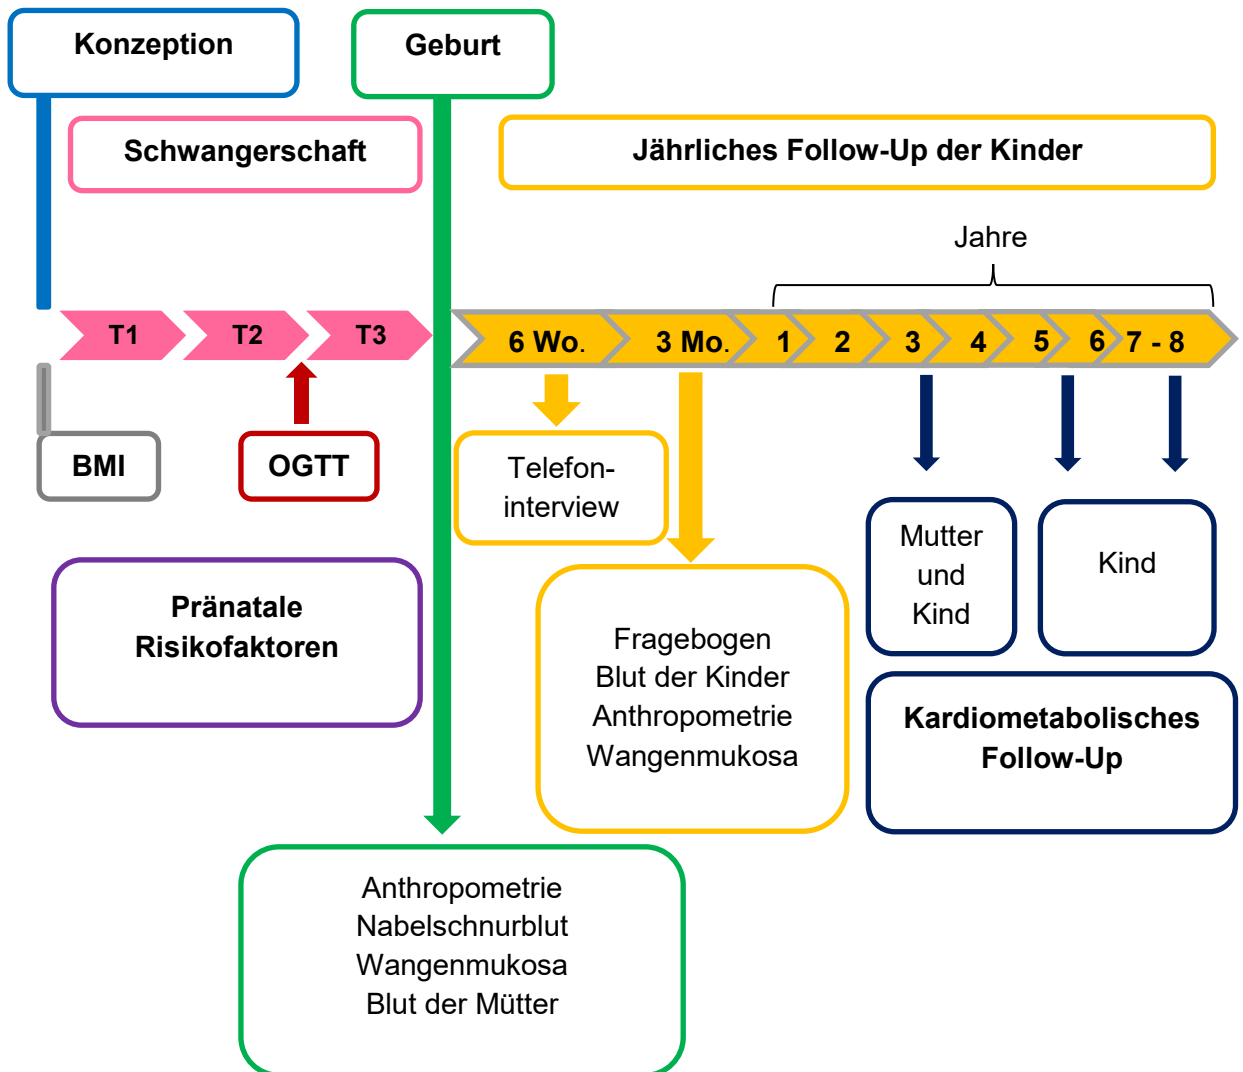 Konzeption
Geburt
Schwangerschaft
Jährliches Follow-Up der Kinder
Jahre
T1
T2
T3
6 Wo.
3 Mo.
1
2
3
4
5
6
7 - 8
BMI
OGTT
Telefon-
interview
Mutter
und
Kind
Kind
Pränatale
Risikofaktoren
Fragebogen
Blut der Kinder
Anthropometrie
Wangenmukosa
Kardiometabolisches
Follow-Up
Anthropometrie
Nabelschnurblut
Wangenmukosa
Blut der Mütter